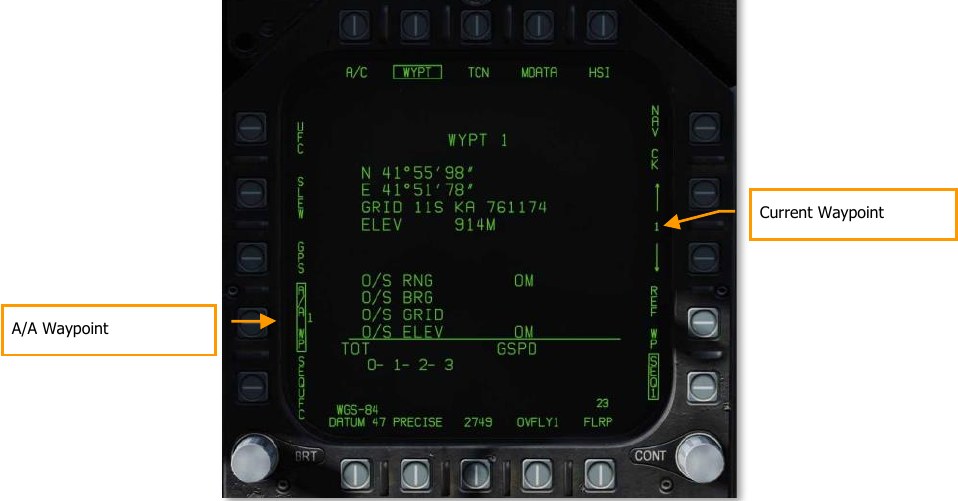 A/C WYPT TCN MDATA HSI
UFC
NAV CK
WYPT 1
SLEW
N 41°55′98″
E 41°51′78″
GRID 11S KA 761174
ELEV 914M
1
Current Waypoint
GPS
O/S RNG 0M
O/S BRG
O/S GRID
O/S ELEV 0M
A/A WP 1
REF WP
A/A Waypoint
TOT GSPD
0- 1- 2- 3
SEQUFC
SEQ1
WGS-84 23
DATUM 47 PRECISE 2749 OVFLY1 FLRP
BRT
CONT